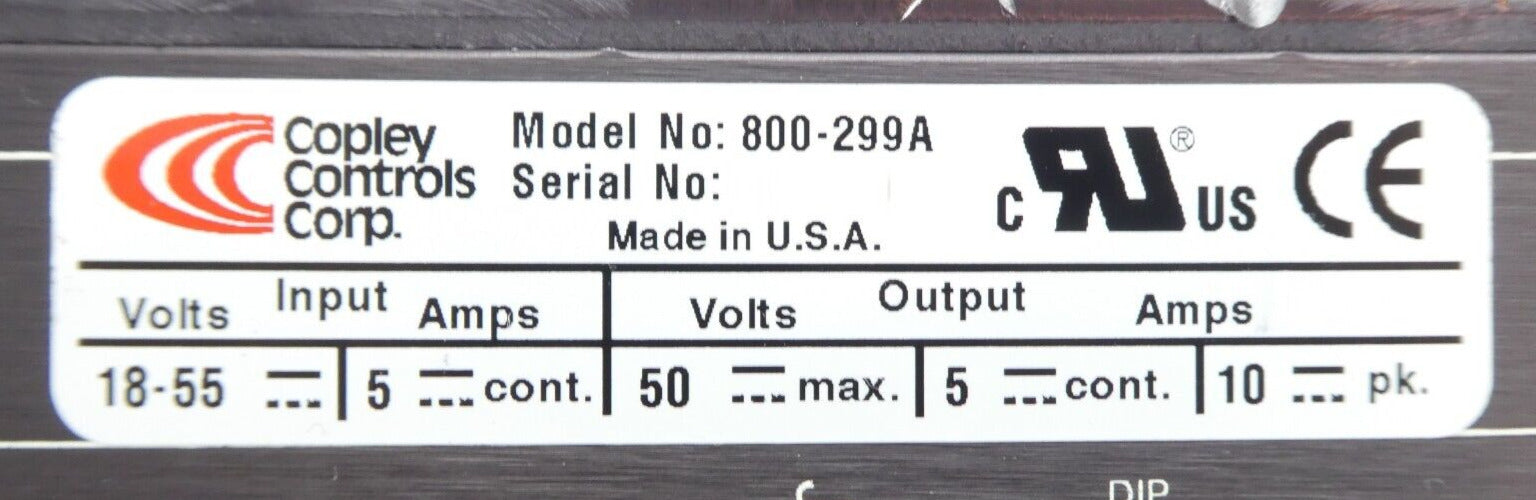 Copley
Controls
Corp.
Model No: 800-299A
Serial No:
Made in U.S.A.
C RU ® US CE
Input Output
Volts Amps Volts Amps
18-55 5 cont. 50 max. 5 cont. 10 pk.
DIP